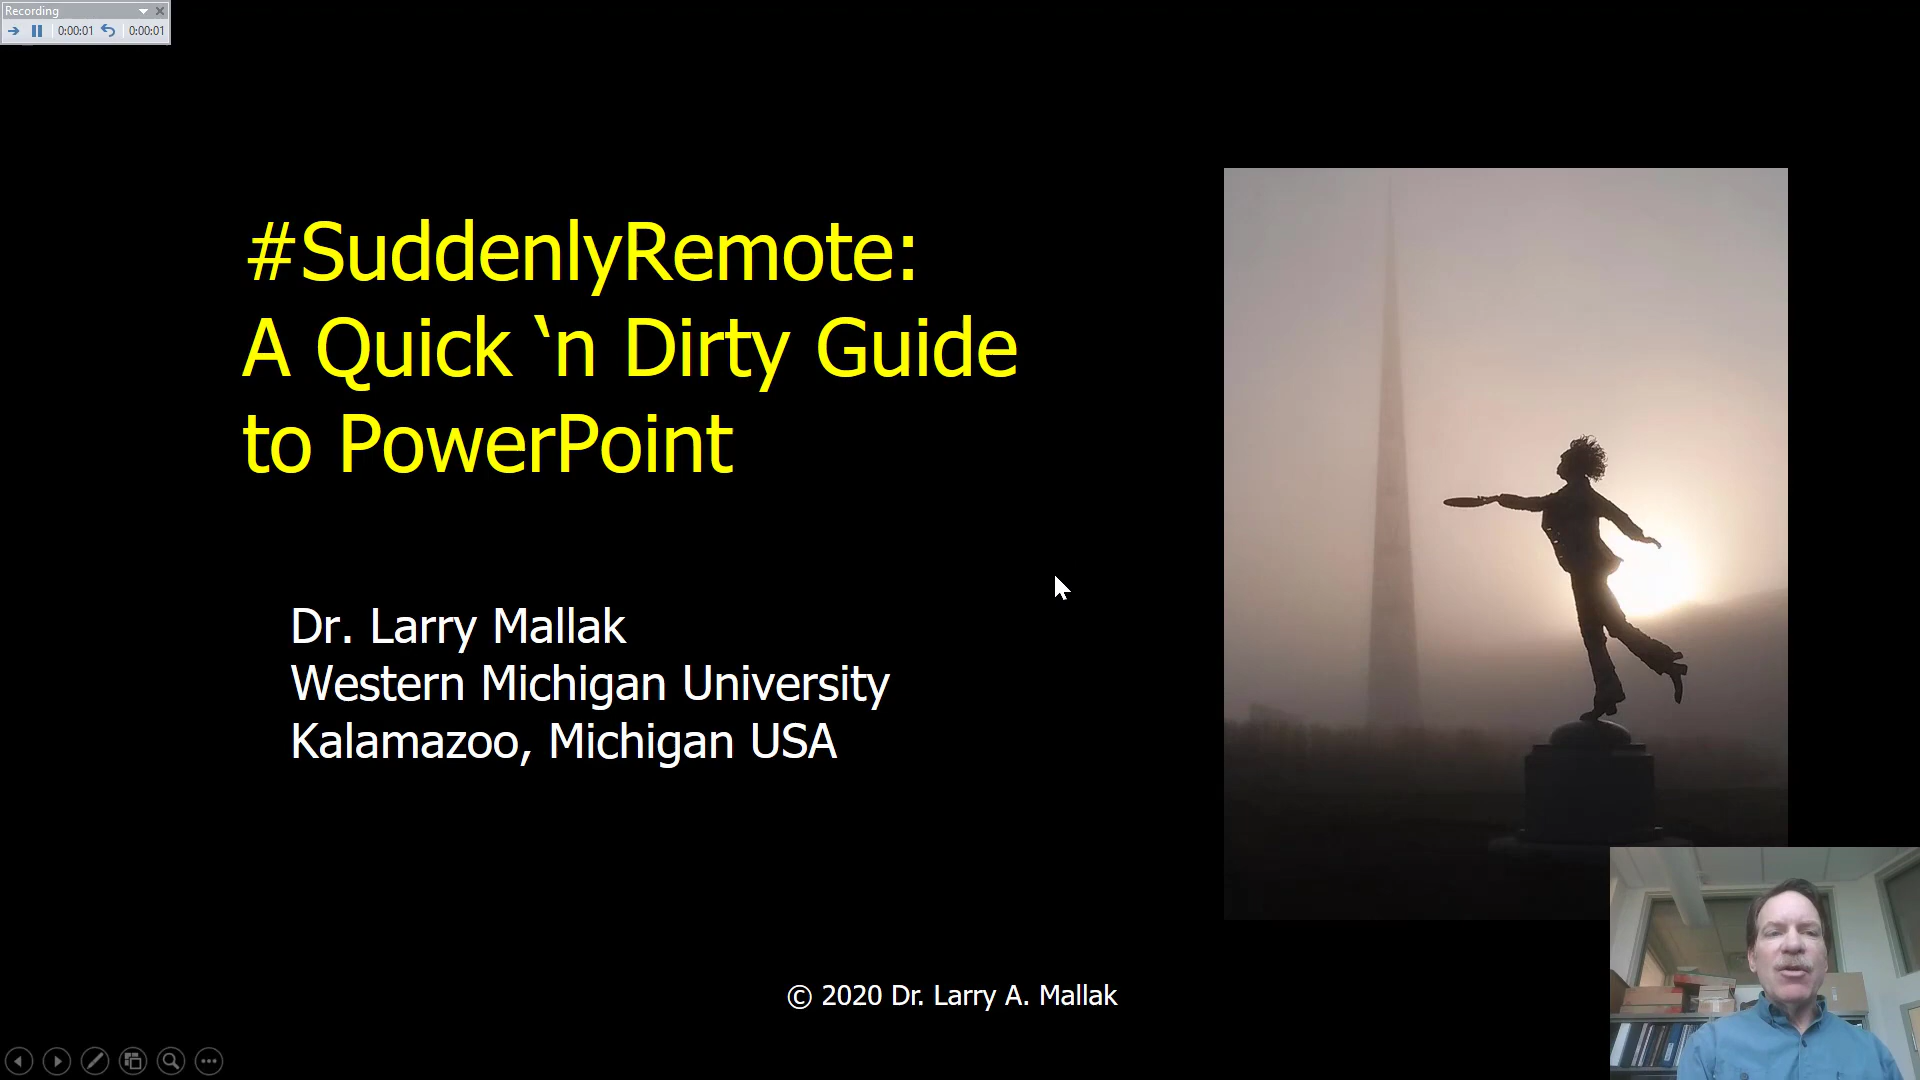 Recording
0:00:01 0:00:01
#SuddenlyRemote:
A Quick ‘n Dirty Guide
to PowerPoint
Dr. Larry Mallak
Western Michigan University
Kalamazoo, Michigan USA
© 2020 Dr. Larry A. Mallak